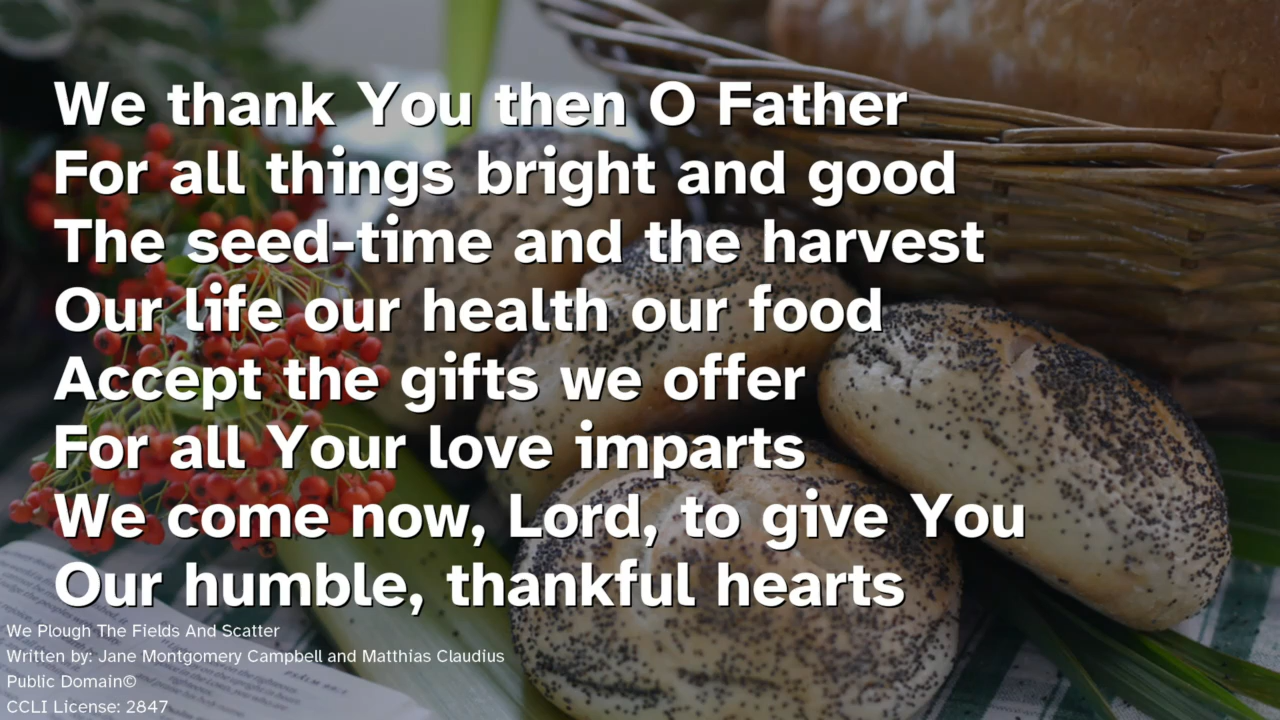 We thank You then O Father
For all things bright and good
The seed-time and the harvest
Our life our health our food
Accept the gifts we offer
For all Your love imparts
We come now, Lord, to give You
Our humble, thankful hearts
We Plough The Fields And Scatter
Written by: Jane Montgomery Campbell and Matthias Claudius
Public Domain©
CCLI License: 2847